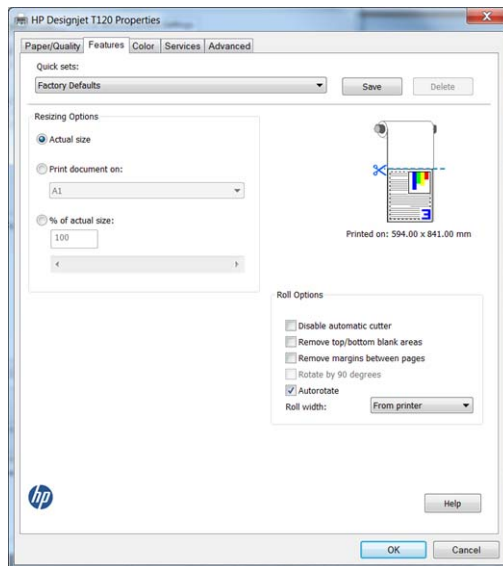 HP Designjet T120 Properties
Paper/Quality Features Color Services Advanced
Quick sets:
Factory Defaults
Save
Delete
Resizing Options
Actual size
Print document on:
A1
% of actual size:
100
Printed on: 594.00 x 841.00 mm
Roll Options
Disable automatic cutter
Remove top/bottom blank areas
Remove margins between pages
Rotate by 90 degrees
Autorotate
Roll width: From printer
hp
Help
OK
Cancel